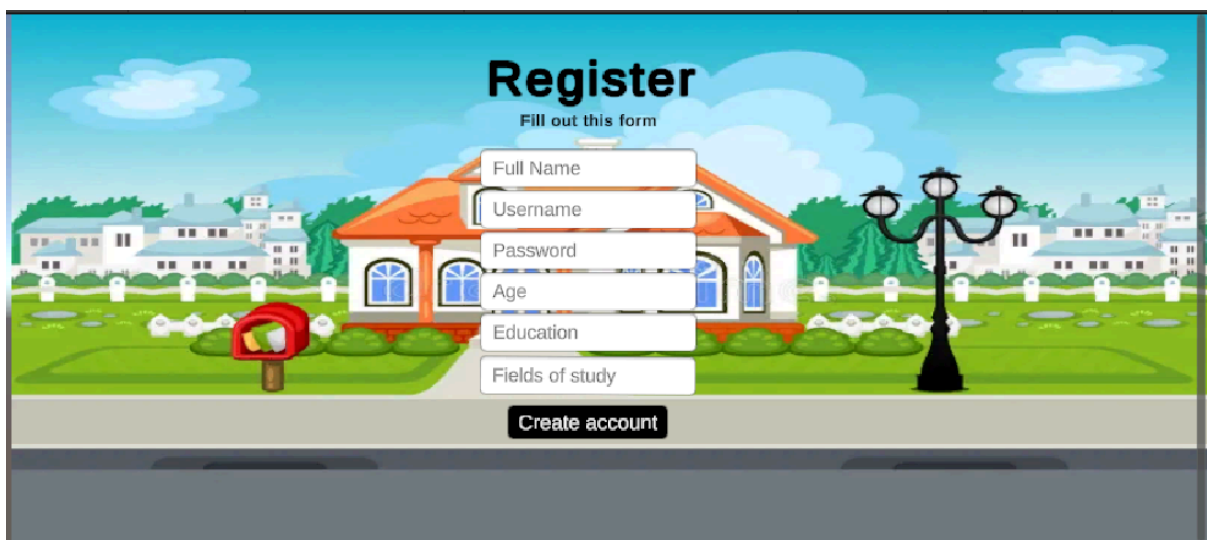 Register
Fill out this form
Full Name
Username
Password
Age
Education
Fields of study
Create account